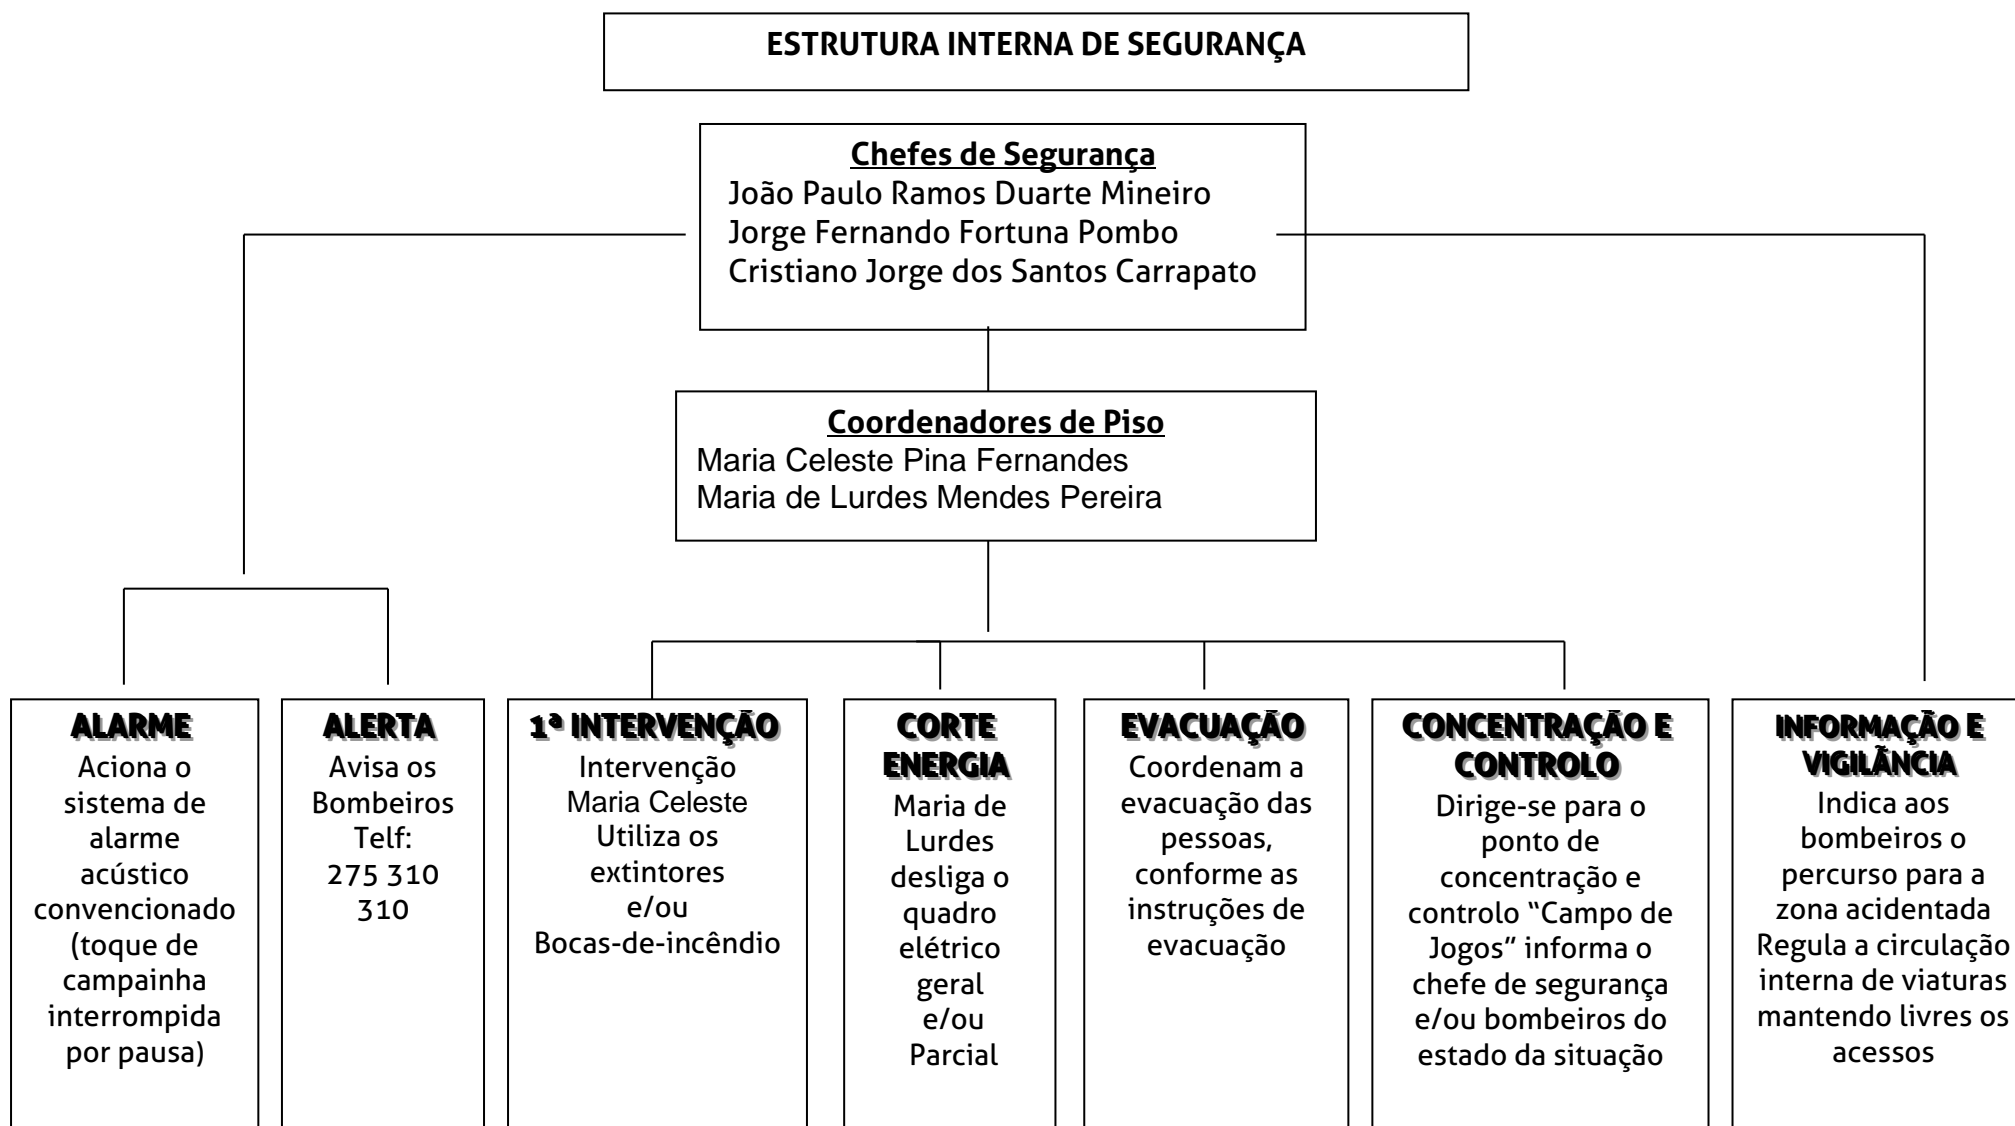 ESTRUTURA INTERNA DE SEGURANÇA
Chefes de Segurança
João Paulo Ramos Duarte Mineiro
Jorge Fernando Fortuna Pombo
Cristiano Jorge dos Santos Carrapato
Coordenadores de Piso
Maria Celeste Pina Fernandes
Maria de Lurdes Mendes Pereira
ALARME
Aciona o
sistema de
alarme
acústico
convencionado
(toque de
campainha
interrompida
por pausa)
ALERTA
Avisa os
Bombeiros
Telf:
275 310
310
1ª INTERVENÇÃO
Intervenção
Maria Celeste
Utiliza os
extintores
e/ou
Bocas-de-incêndio
CORTE
ENERGIA
Maria de
Lurdes
desliga o
quadro
elétrico
geral
e/ou
Parcial
EVACUAÇÃO
Coordenam a
evacuação das
pessoas,
conforme as
instruções de
evacuação
CONCENTRAÇÃO E
CONTROLO
Dirige-se para o
ponto de
concentração e
controlo “Campo de
Jogos” informa o
chefe de segurança
e/ou bombeiros do
estado da situação
INFORMAÇÃO E
VIGILÃNCIA
Indica aos
bombeiros o
percurso para a
zona acidentada
Regula a circulação
interna de viaturas
mantendo livres os
acessos